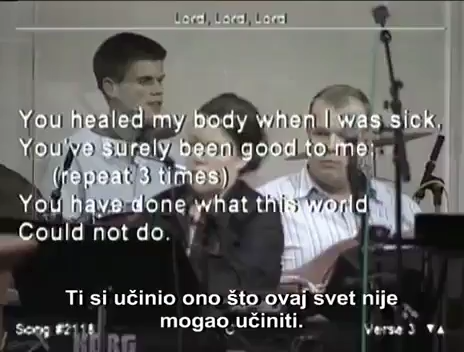 Lord, Lord, Lord
You healed my body when I was sick,
You've surely been good to me;
(repeat 3 times)
You have done what this world
Could not do.
Ti si učinio ono što ovaj svet nije
mogao učiniti.
Song #2118
Verse 3 ▼▲
KORG